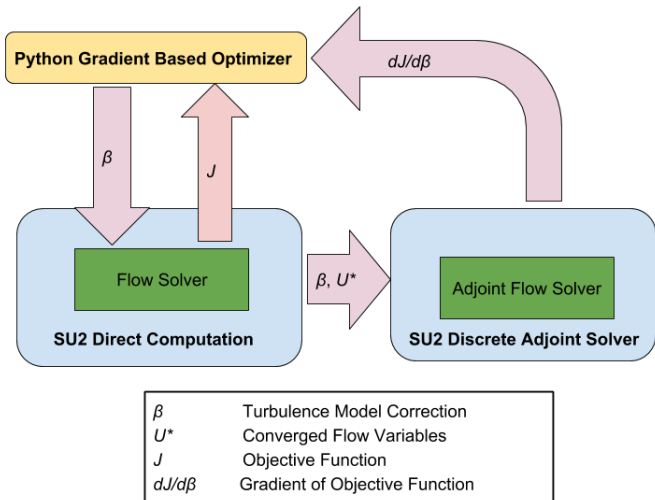 Python Gradient Based Optimizer
dJ/dβ
β
J
Flow Solver
SU2 Direct Computation
β, U*
Adjoint Flow Solver
SU2 Discrete Adjoint Solver
β Turbulence Model Correction
U* Converged Flow Variables
J Objective Function
dJ/dβ Gradient of Objective Function